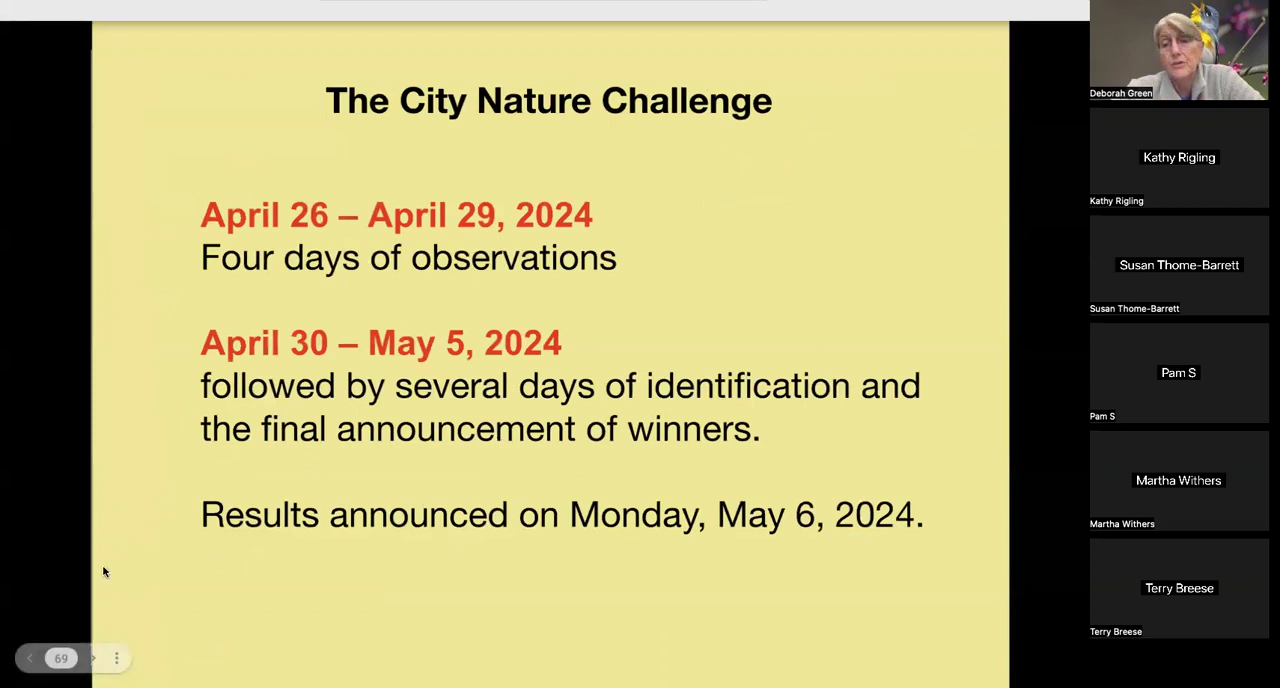 The City Nature Challenge
April 26 – April 29, 2024
Four days of observations
April 30 – May 5, 2024
followed by several days of identification and
the final announcement of winners.
Results announced on Monday, May 6, 2024.
69
Deborah Green
Kathy Rigling
Kathy Rigling
Susan Thome-Barrett
Susan Thome-Barrett
Pam S
Pam S
Martha Withers
Martha Withers
Terry Breese
Terry Breese